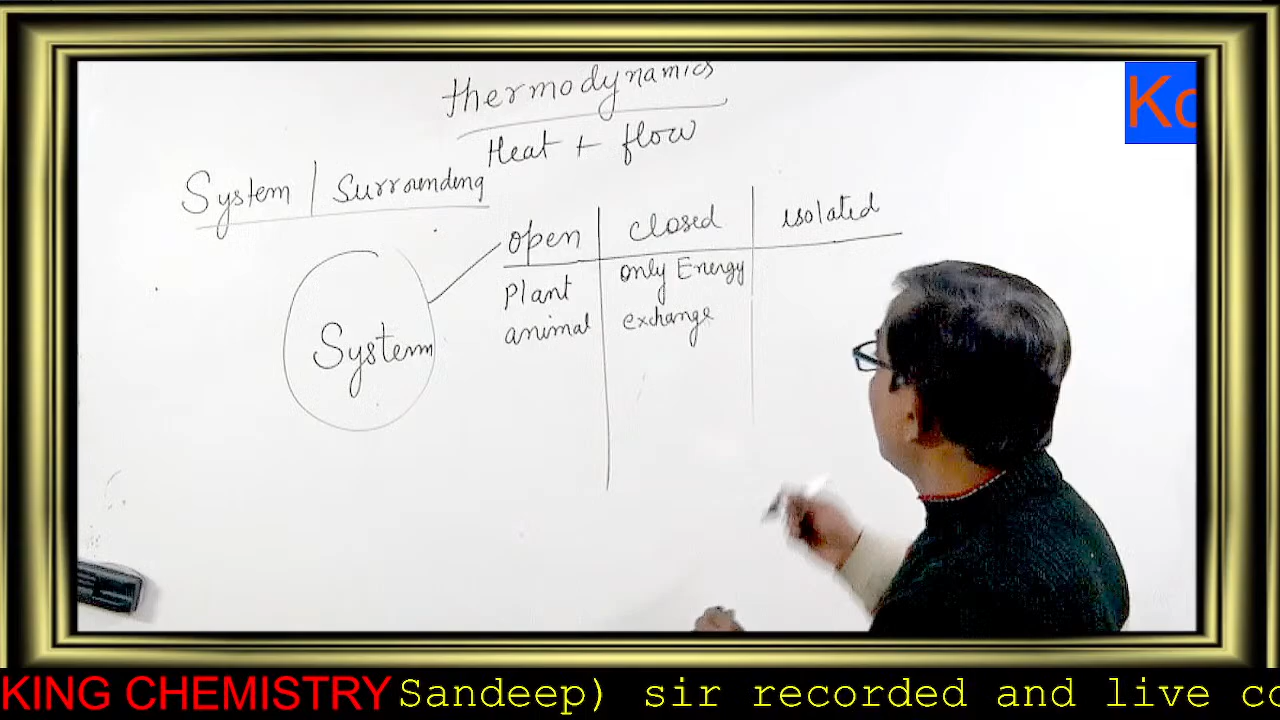 Thermodynamics
Heat + flow
System | Surrounding
open | closed | isolated
Plant
animal
only Energy
exchange
System
KING CHEMISTRY Sandeep) sir recorded and live co